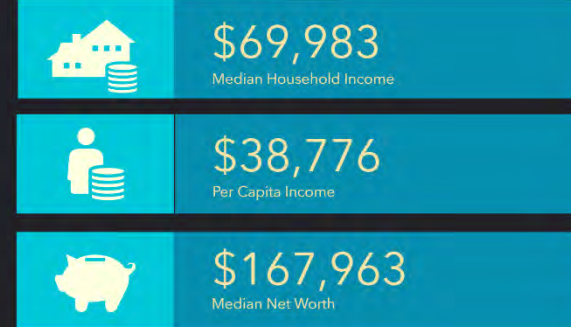 $69,983
Median Household Income
$38,776
Per Capita Income
$167,963
Median Net Worth